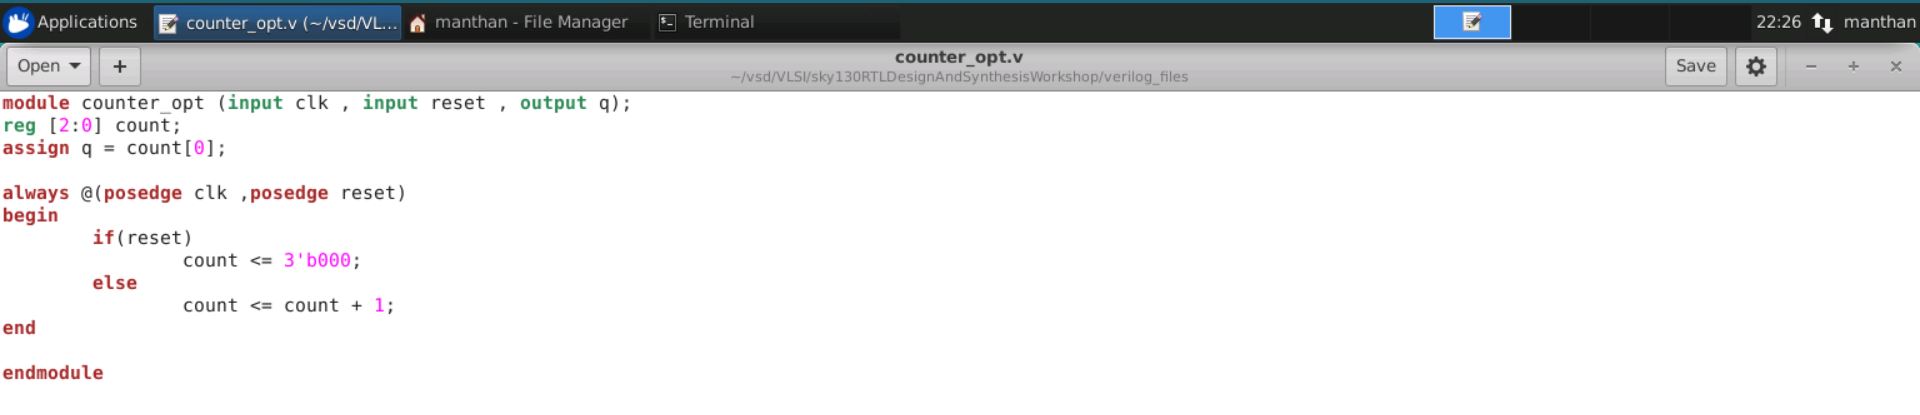 Applications counter_opt.v (~/vsd/VL... manthan - File Manager Terminal 22:26 manthan
Open + counter_opt.v Save − + ×
~/vsd/VLSI/sky130RTLDesignAndSynthesisWorkshop/verilog_files
module counter_opt (input clk , input reset , output q);
reg [2:0] count;
assign q = count[0];
always @(posedge clk ,posedge reset)
begin
if(reset)
count <= 3'b000;
else
count <= count + 1;
end
endmodule